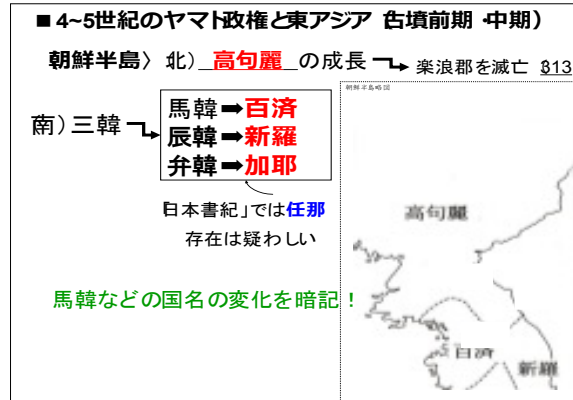 ■ 4~5世紀のヤマト政権と東アジア（古墳前期・中期）
朝鮮半島〉北）高句麗 の成長 → 楽浪郡を滅亡 313
朝鮮半島略図
南）三韓 →
馬韓➡百済
辰韓➡新羅
弁韓➡加耶
「日本書紀」では任那
存在は疑わしい
馬韓などの国名の変化を暗記！
高句麗
百済
新羅